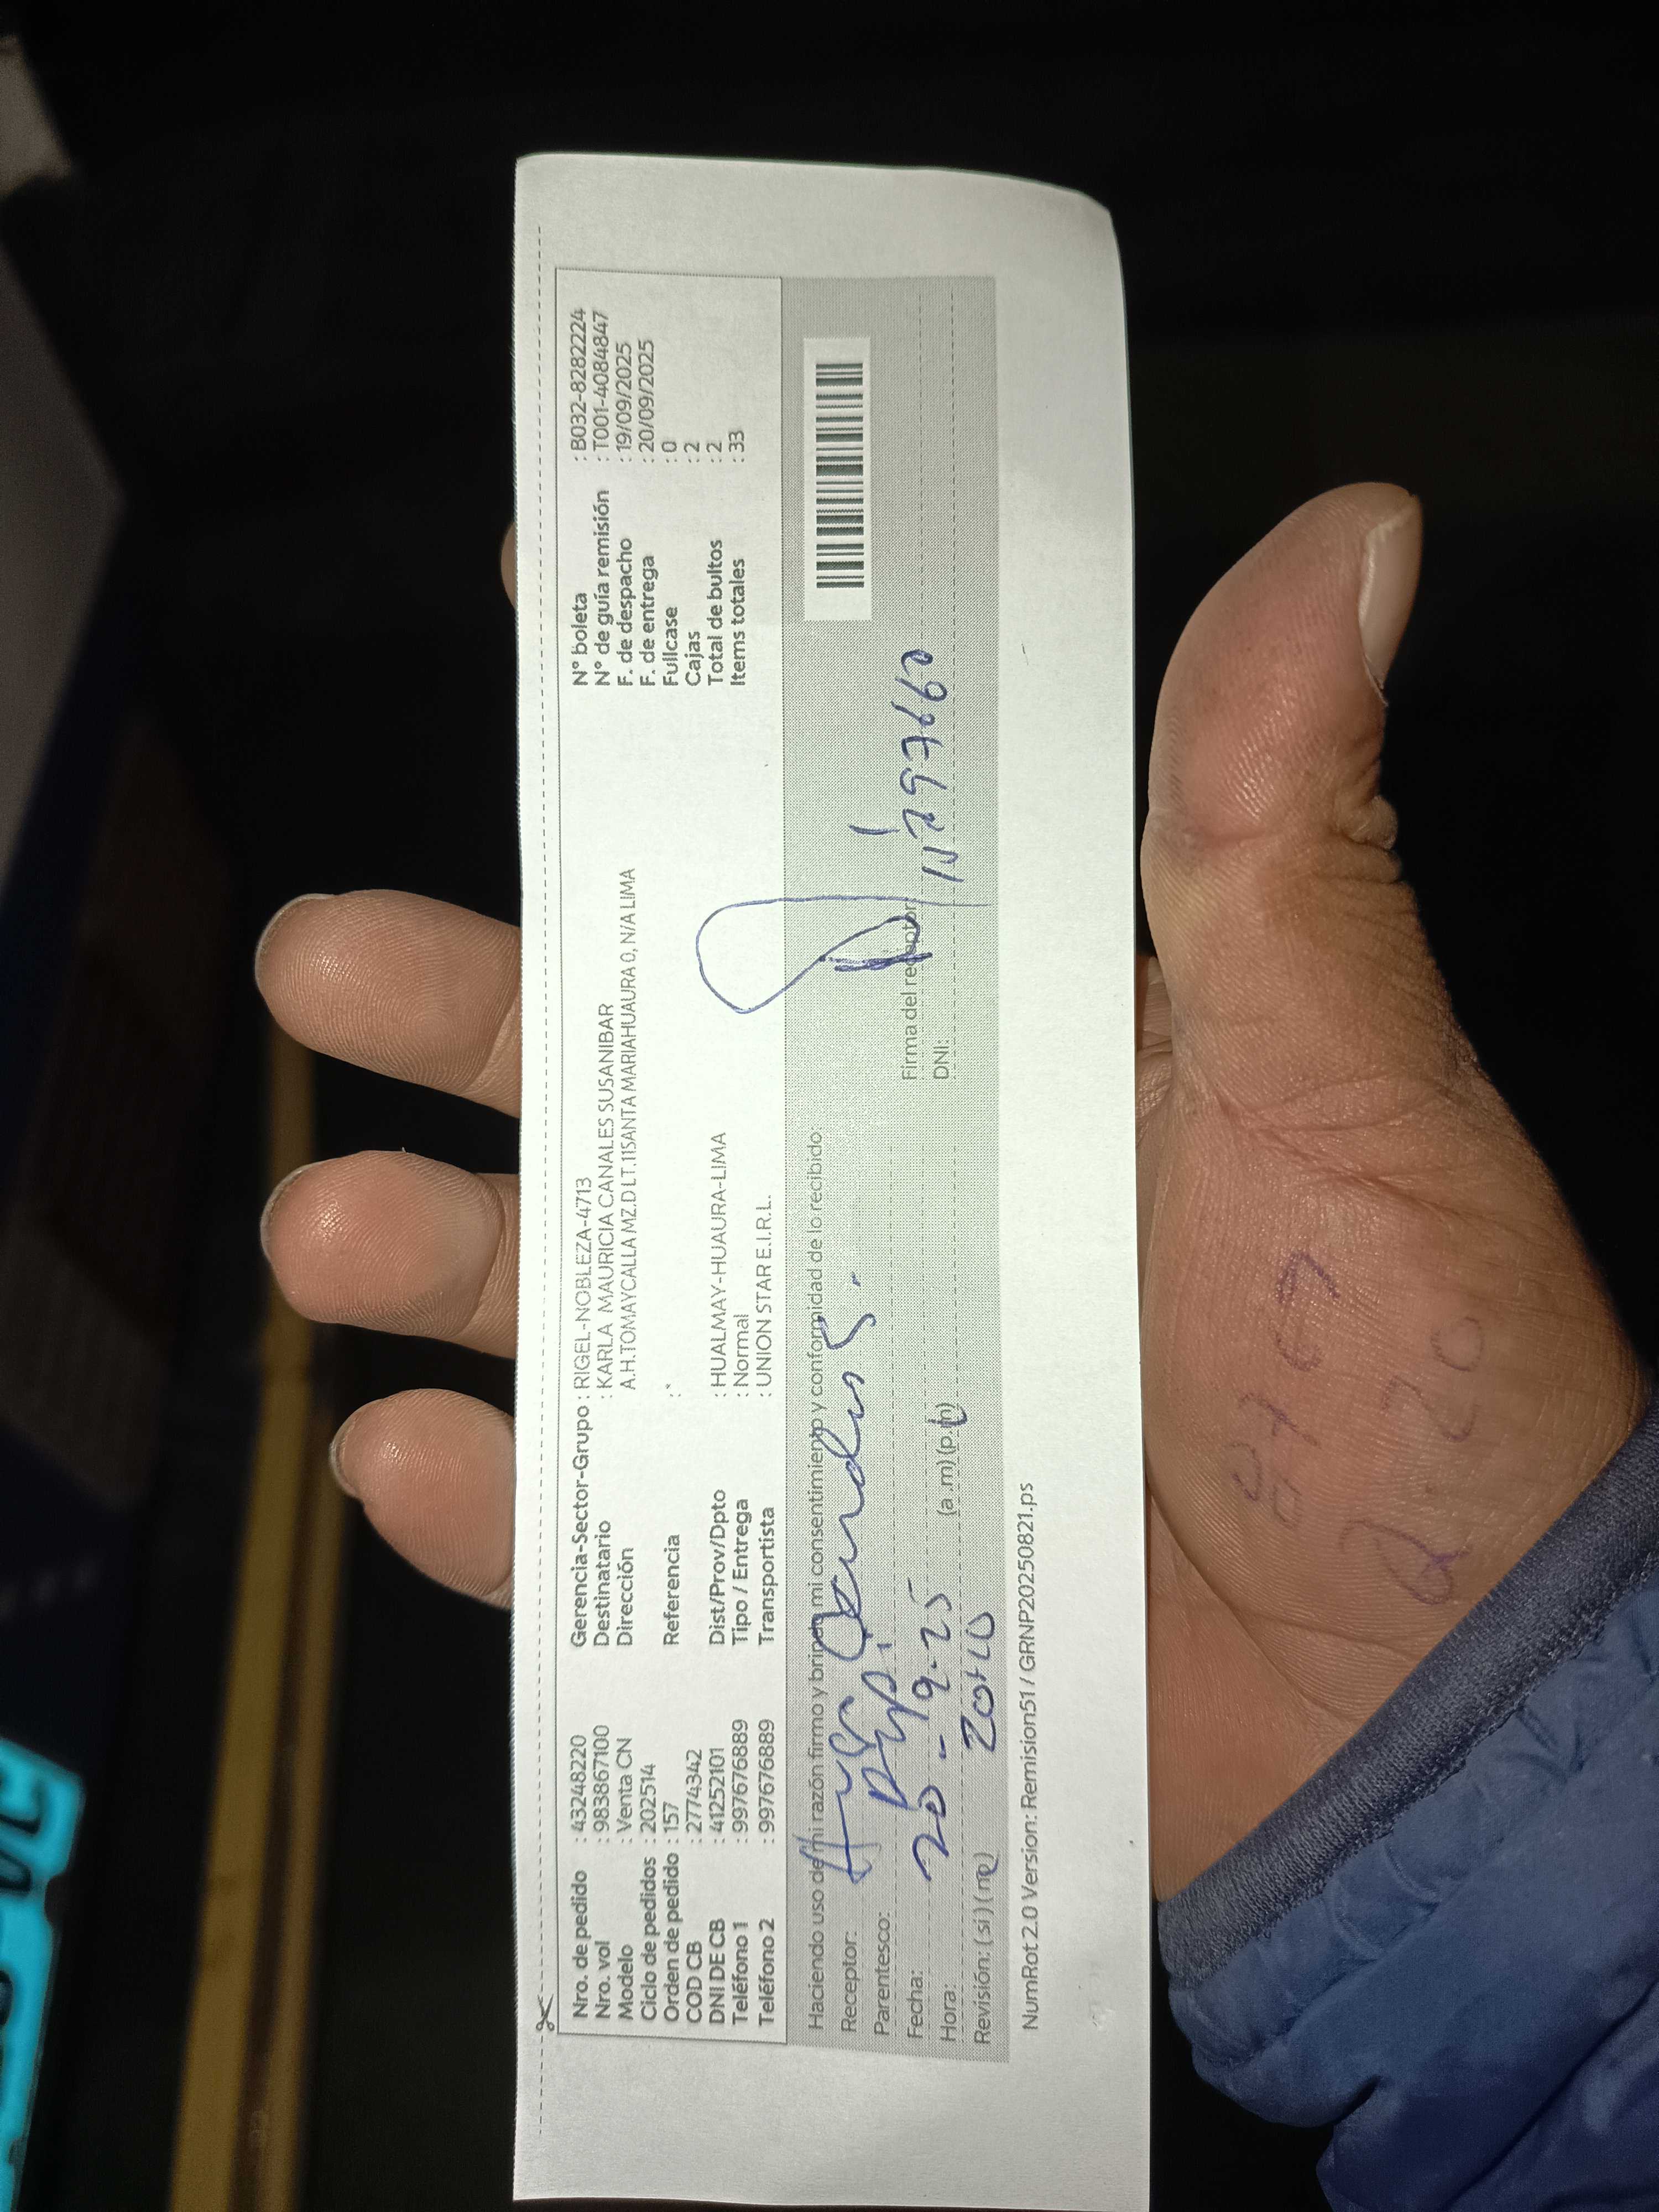 Nro. de pedido : 43248220
Nro. vol : 983867100
Modelo : Venta CN
Ciclo de pedidos : 202514
Orden de pedido : 157
COD CB : 2774342
DNI DE CB : 41252101
Teléfono 1 : 997676889
Teléfono 2 : 997676889
Gerencia-Sector-Grupo : RIGEL-NOBLEZA-4713
Destinatario : KARLA MAURICIA CANALES SUSANIBAR
Dirección A.H.TOMAYCALLA MZ.D LT.11SANTA MARIAHUAURA 0, N/A LIMA
Referencia : *
Dist/Prov/Dpto : HUALMAY-HUAURA-LIMA
Tipo / Entrega : Normal
Transportista : UNION STAR E.I.R.L.
N° boleta : B032-8282224
N° de guía remisión : T001-4084847
F. de despacho : 19/09/2025
F. de entrega : 20/09/2025
Fullcase : 0
Cajas : 2
Total de bultos : 2
Items totales : 33
Haciendo uso de mi razón firmo y brindo mi consentimiento y conformidad de lo recibido:
Receptor:
Parentesco:
Fecha: 20-9-25
Hora: (a .m) (p.m)
Revisión: ( si ) ( no )
Firma del receptor:
DNI:
NumRot 2.0 Version: Remision51 / GRNP20250821.ps